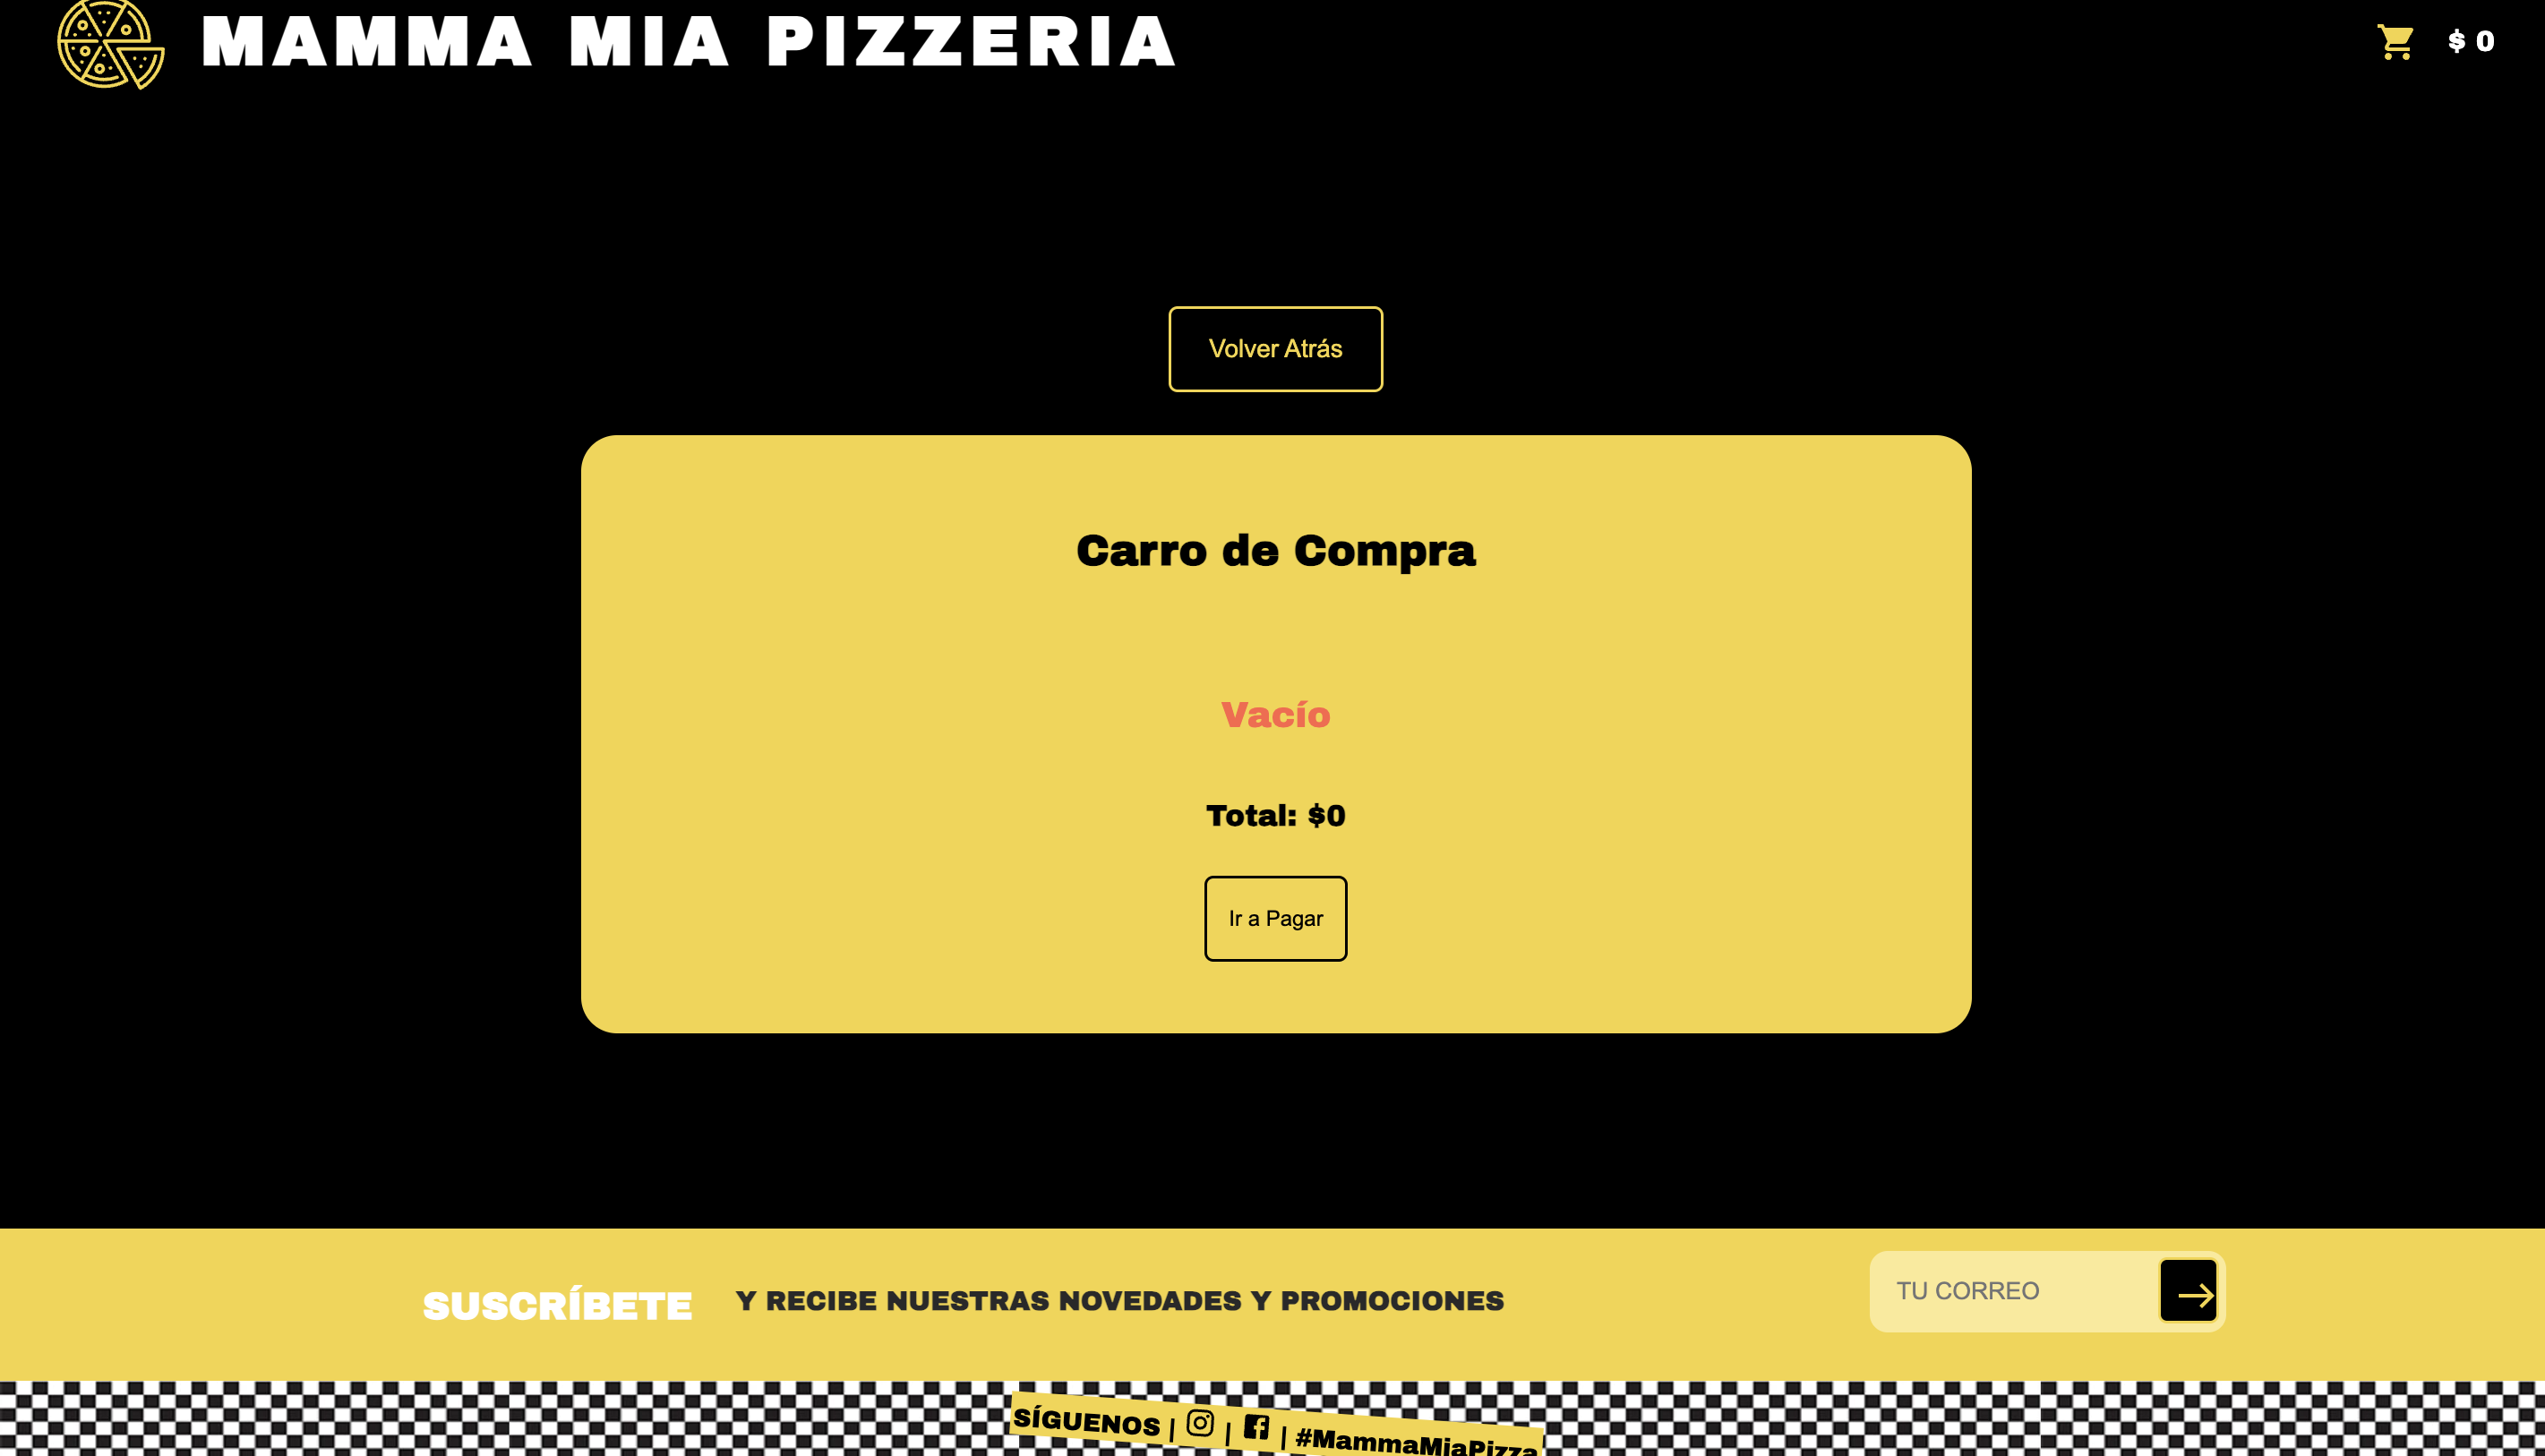 MAMMA MIA PIZZERIA
$ 0
Volver Atrás
Carro de Compra
Vacío
Total: $0
Ir a Pagar
SUSCRÍBETE
Y RECIBE NUESTRAS NOVEDADES Y PROMOCIONES
TU CORREO
SÍGUENOS | | | #MammaMiaPizza